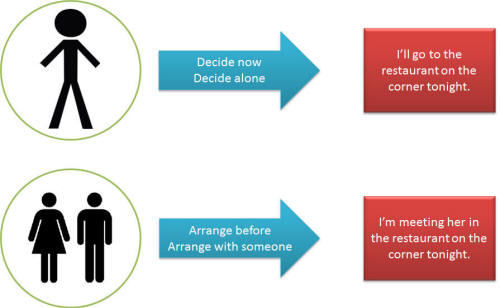 Decide now
Decide alone
I'll go to the
restaurant on the
corner tonight.
Arrange before
Arrange with someone
I'm meeting her in
the restaurant on the
corner tonight.